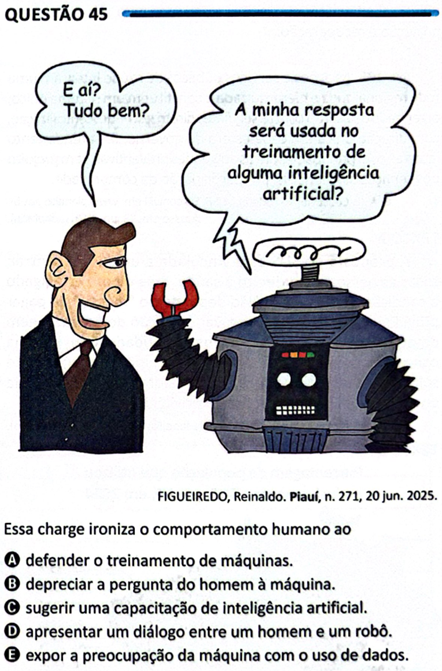 QUESTÃO 45
E aí?
Tudo bem?
A minha resposta
será usada no
treinamento de
alguma inteligência
artificial?
FIGUEIREDO, Reinaldo. Piauí, n. 271, 20 jun. 2025.
Essa charge ironiza o comportamento humano ao
A defender o treinamento de máquinas.
B depreciar a pergunta do homem à máquina.
C sugerir uma capacitação de inteligência artificial.
D apresentar um diálogo entre um homem e um robô.
E expor a preocupação da máquina com o uso de dados.